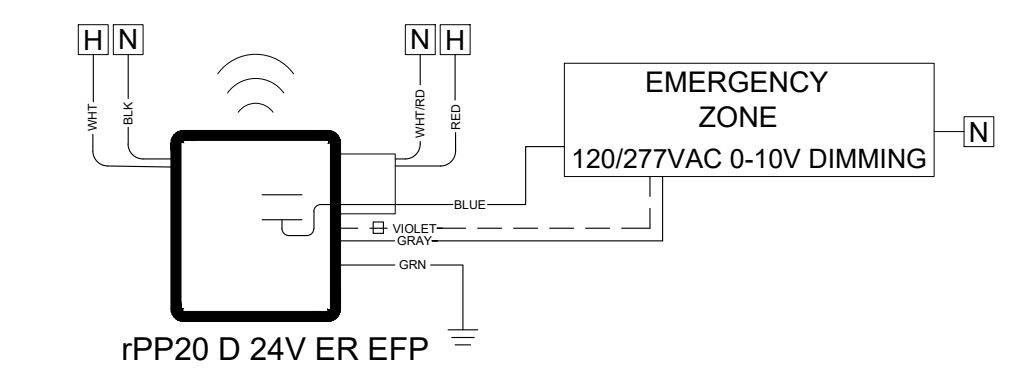 H N
N H
WHT
BLK
WHT/RD
RED
EMERGENCY
ZONE
120/277VAC 0-10V DIMMING
N
BLUE
VIOLET
GRAY
GRN
rPP20 D 24V ER EFP